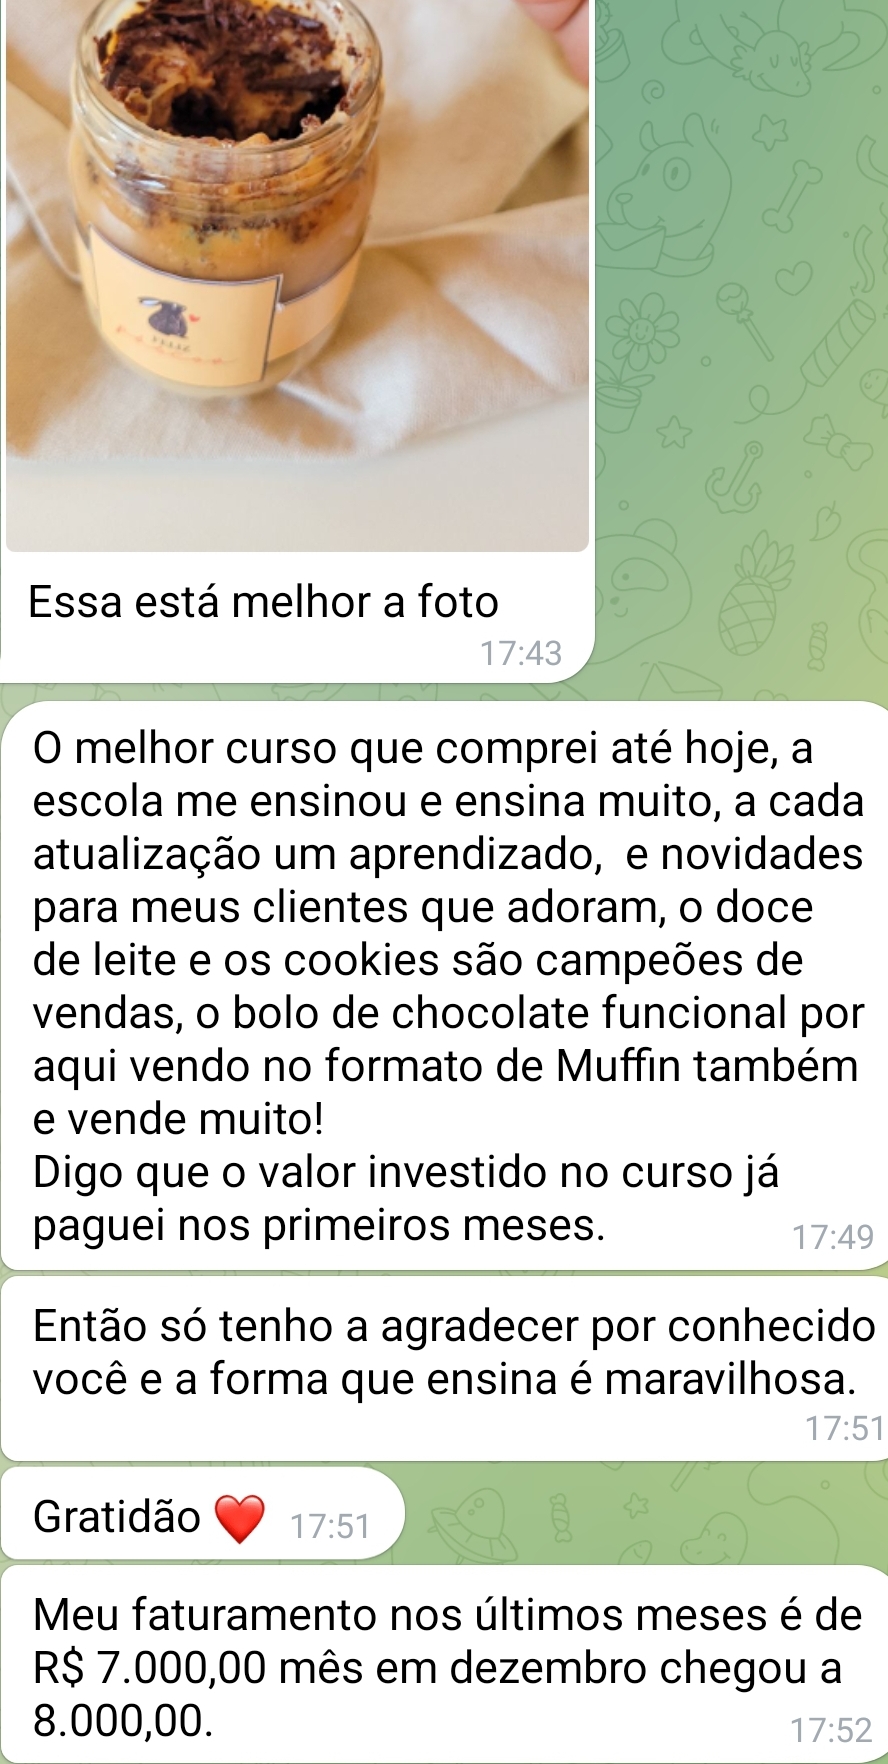 FELIZ
Essa está melhor a foto
17:43
O melhor curso que comprei até hoje, a
escola me ensinou e ensina muito, a cada
atualização um aprendizado,  e novidades
para meus clientes que adoram, o doce
de leite e os cookies são campeões de
vendas, o bolo de chocolate funcional por
aqui vendo no formato de Muffin também
e vende muito!
Digo que o valor investido no curso já
paguei nos primeiros meses.
17:49
Então só tenho a agradecer por conhecido
você e a forma que ensina é maravilhosa.
17:51
Gratidão ❤️ 17:51
Meu faturamento nos últimos meses é de
R$ 7.000,00 mês em dezembro chegou a
8.000,00.
17:52